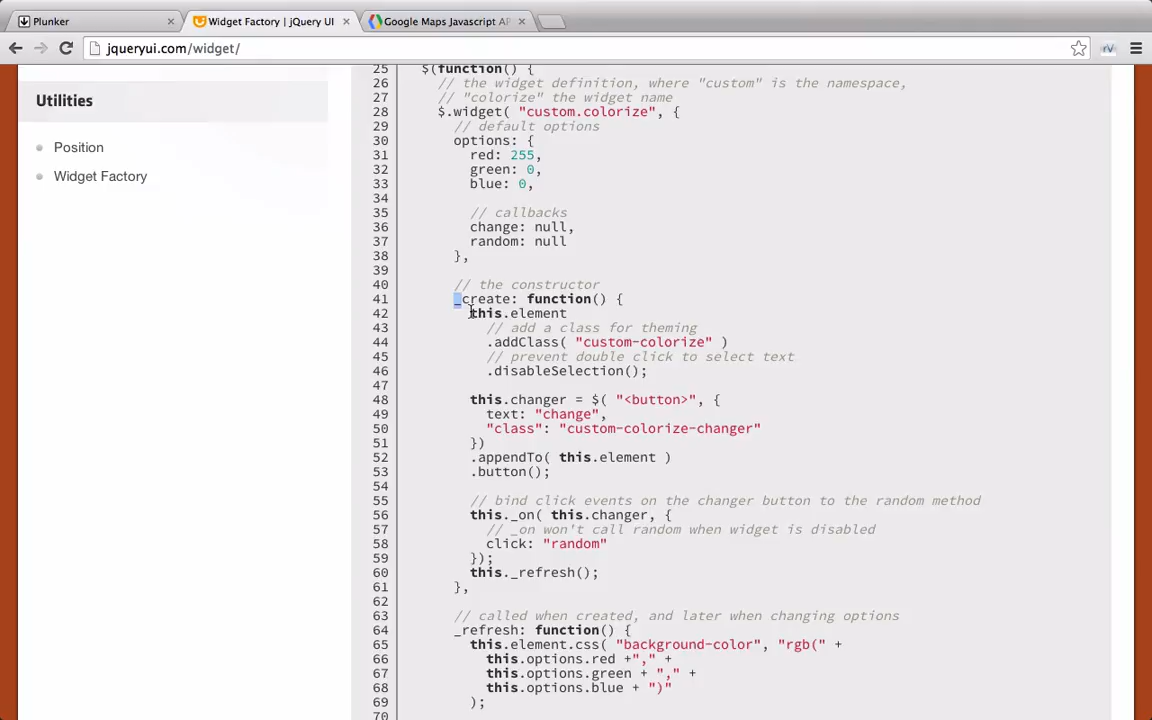 Plunker
Widget Factory | jQuery UI
Google Maps Javascript AP
jqueryui.com/widget/
Utilities
Position
Widget Factory
25 $(function() {
26 // the widget definition, where "custom" is the namespace,
27 // "colorize" the widget name
28 $.widget( "custom.colorize", {
29 // default options
30 options: {
31 red: 255,
32 green: 0,
33 blue: 0,
34
35 // callbacks
36 change: null,
37 random: null
38 },
39
40 // the constructor
41 _create: function() {
42 this.element
43 // add a class for theming
44 .addClass( "custom-colorize" )
45 // prevent double click to select text
46 .disableSelection();
47
48 this.changer = $( "<button>", {
49 text: "change",
50 "class": "custom-colorize-changer"
51 })
52 .appendTo( this.element )
53 .button();
54
55 // bind click events on the changer button to the random method
56 this._on( this.changer, {
57 // _on won't call random when widget is disabled
58 click: "random"
59 });
60 this._refresh();
61 },
62
63 // called when created, and later when changing options
64 _refresh: function() {
65 this.element.css( "background-color", "rgb(" +
66 this.options.red +"," +
67 this.options.green + "," +
68 this.options.blue + ")"
69 );
70